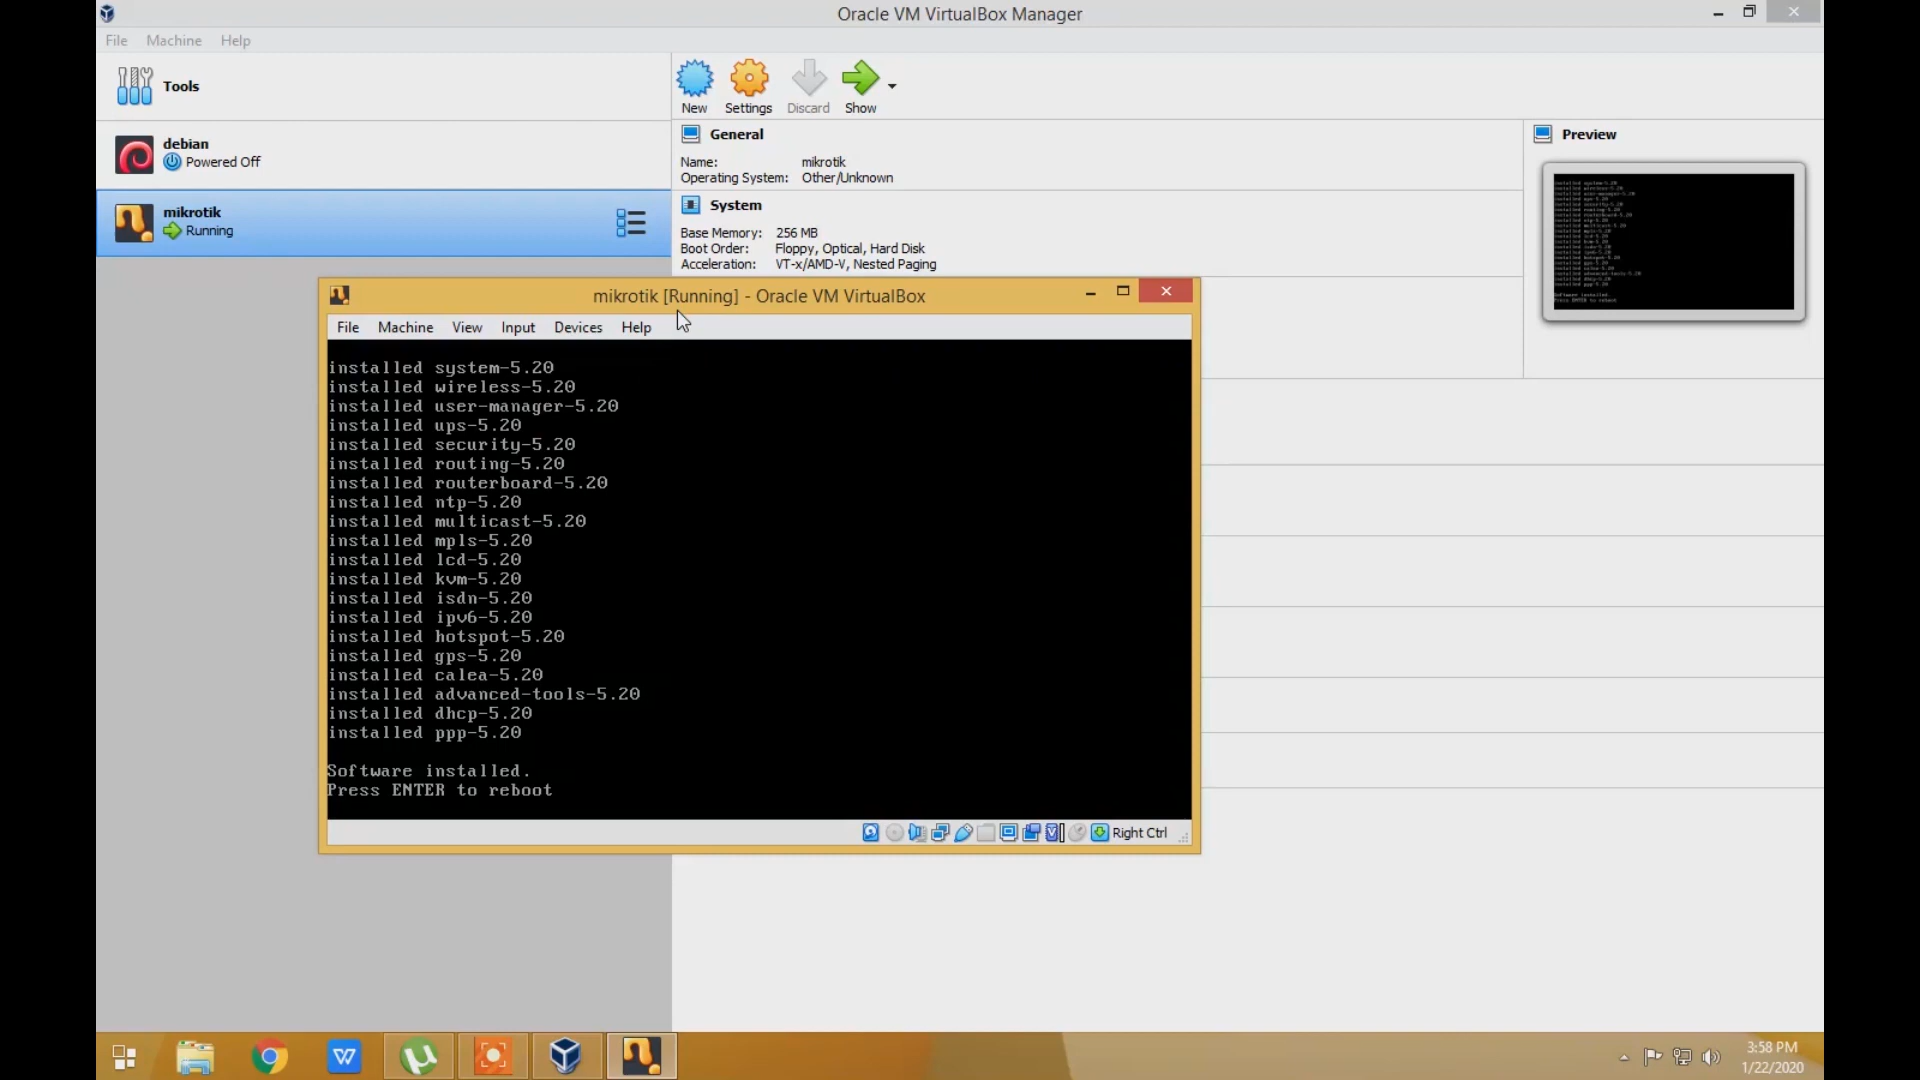 Oracle VM VirtualBox Manager
File Machine Help
Tools
New Settings Discard Show
debian
Powered Off
mikrotik
Running
General
Name: mikrotik
Operating System: Other/Unknown
System
Base Memory: 256 MB
Boot Order: Floppy, Optical, Hard Disk
Acceleration: VT-x/AMD-V, Nested Paging
Preview
mikrotik [Running] - Oracle VM VirtualBox
File Machine View Input Devices Help
installed system-5.20
installed wireless-5.20
installed user-manager-5.20
installed ups-5.20
installed security-5.20
installed routing-5.20
installed routerboard-5.20
installed ntp-5.20
installed multicast-5.20
installed mpls-5.20
installed lcd-5.20
installed kvm-5.20
installed isdn-5.20
installed ipv6-5.20
installed hotspot-5.20
installed gps-5.20
installed calea-5.20
installed advanced-tools-5.20
installed dhcp-5.20
installed ppp-5.20
Software installed.
Press ENTER to reboot
Right Ctrl
3:58 PM
1/22/2020